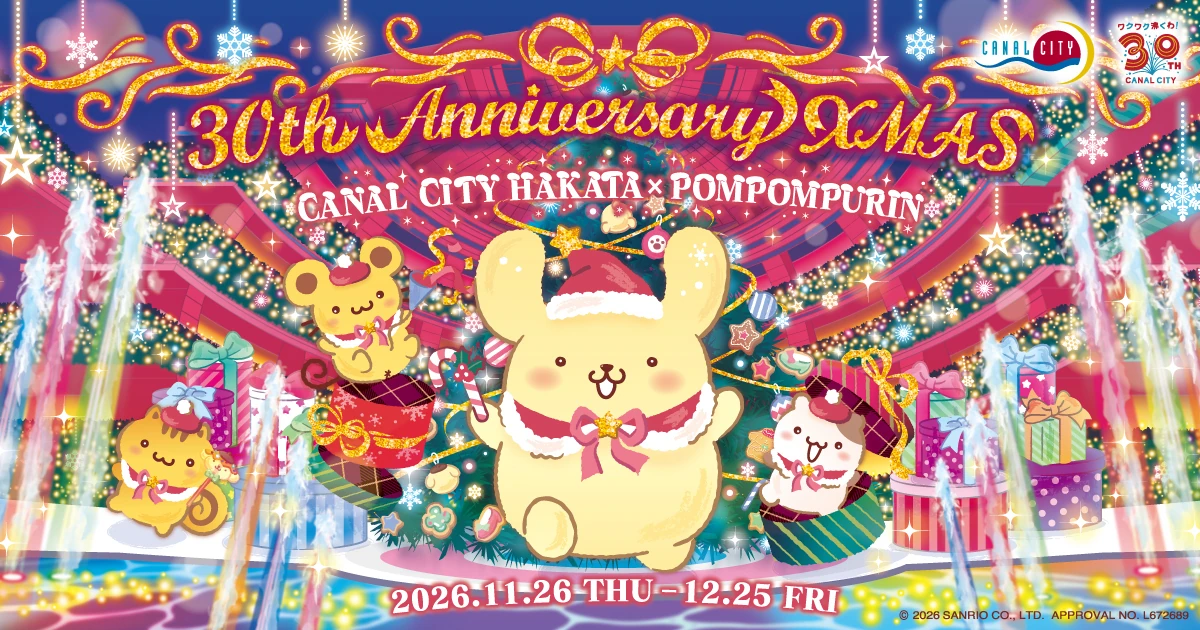 CANAL CITY
ワクワク沸くわ!
30TH
CANAL CITY
30th Anniversary XMAS
CANAL CITY HAKATA × POMPOMPURIN
2026.11.26 THU – 12.25 FRI
© 2026 SANRIO CO., LTD. APPROVAL NO. L672689